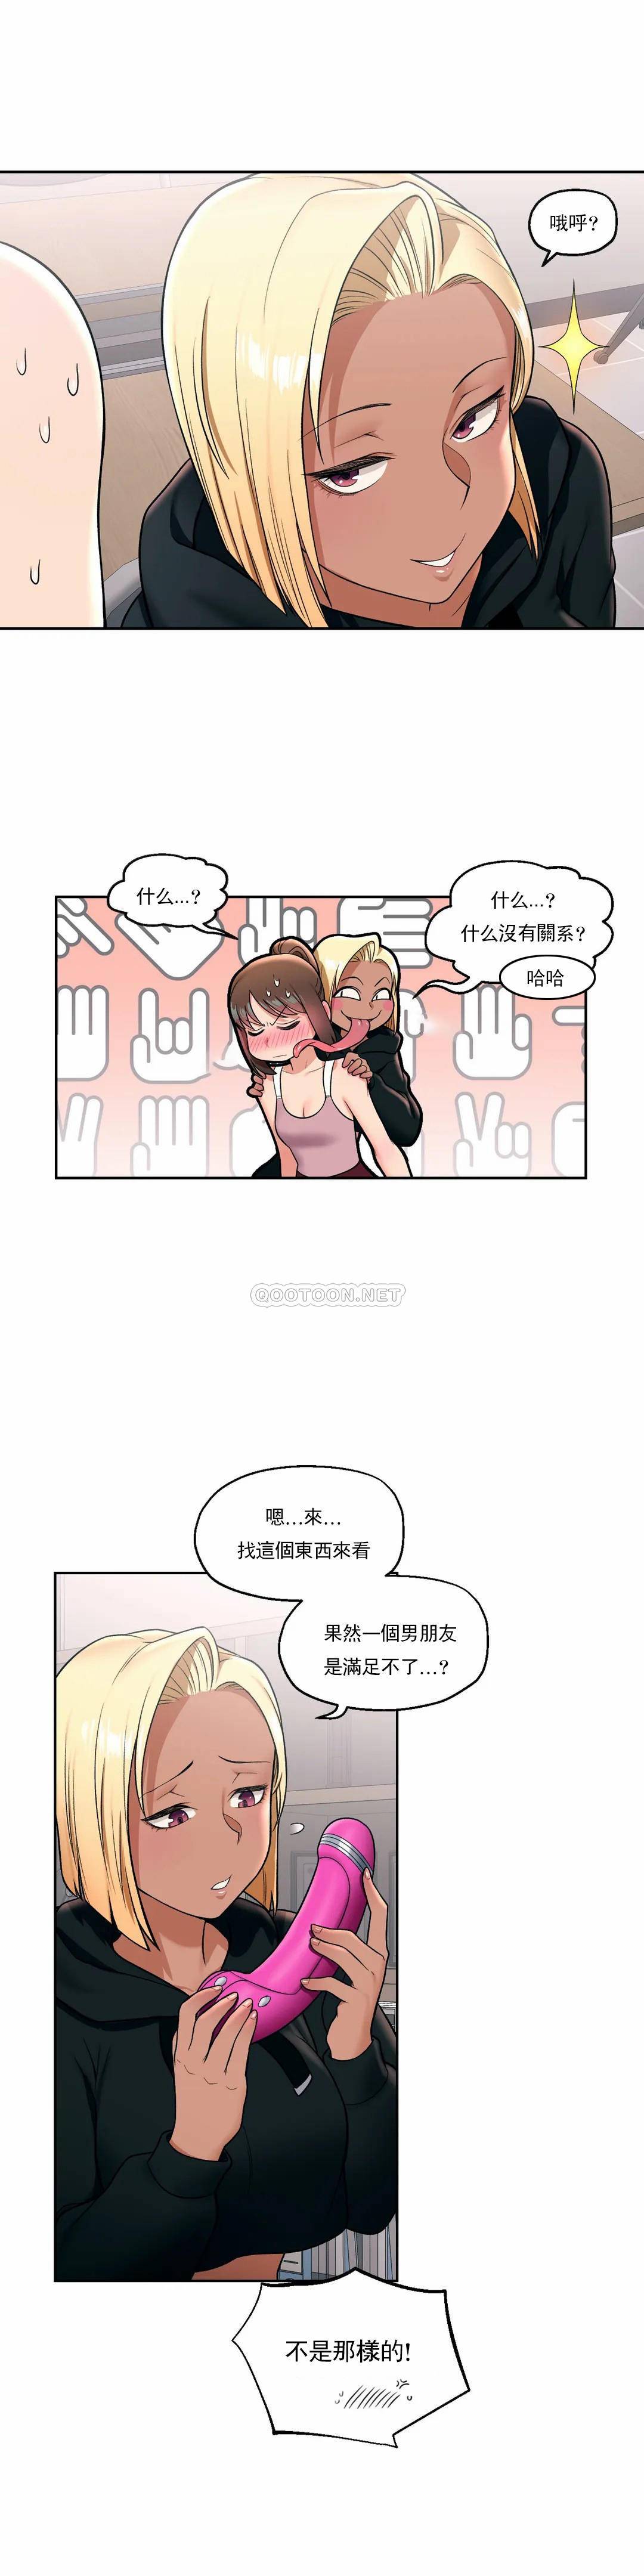 哦呼?
什么...?
什么...?
什么沒有關系?
哈哈
QOOTOON.NET
嗯...來...
找這個東西來看
果然一個男朋友
是滿足不了...?
不是那樣的!